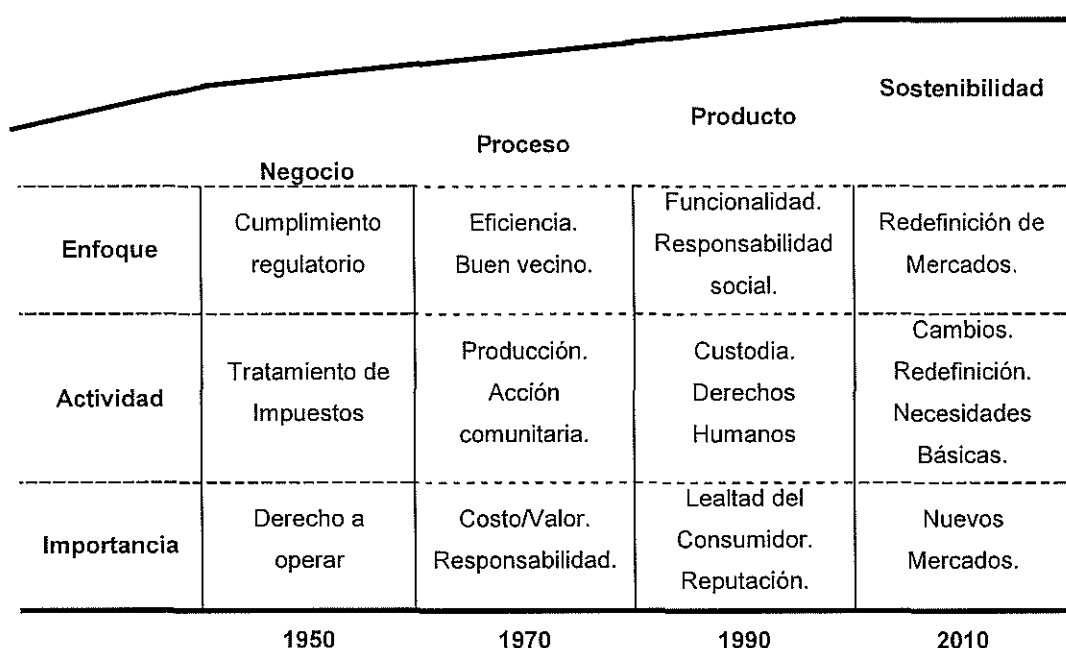 Sostenibilidad
Producto
Proceso
Negocio
Enfoque
Cumplimiento
regulatorio
Eficiencia.
Buen vecino.
Funcionalidad.
Responsabilidad
social.
Redefinición de
Mercados.
Actividad
Tratamiento de
Impuestos
Producción.
Acción
comunitaria.
Custodia.
Derechos
Humanos
Cambios.
Redefinición.
Necesidades
Básicas.
Importancia
Derecho a
operar
Costo/Valor.
Responsabilidad.
Lealtad del
Consumidor.
Reputación.
Nuevos
Mercados.
1950
1970
1990
2010